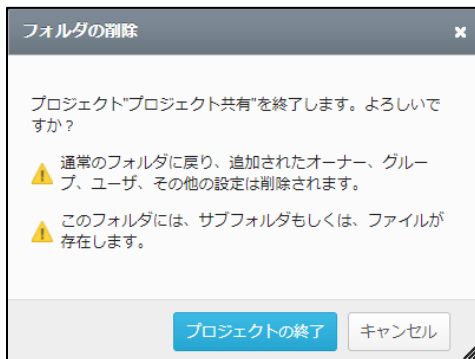 フォルダの削除
プロジェクト"プロジェクト共有"を終了します。よろしいで
すか？
通常のフォルダに戻り、追加されたオーナー、グルー
プ、ユーザ、その他の設定は削除されます。
このフォルダには、サブフォルダもしくは、ファイルが
存在します。
プロジェクトの終了
キャンセル